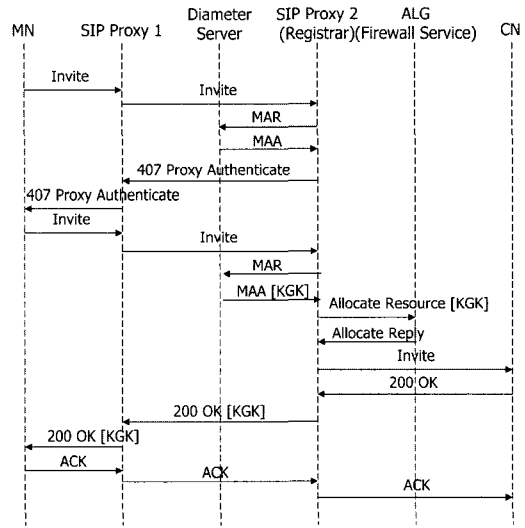 MN
SIP Proxy 1
Diameter
Server
SIP Proxy 2
(Registrar)
ALG
(Firewall Service)
CN
Invite
Invite
MAR
MAA
407 Proxy Authenticate
407 Proxy Authenticate
Invite
Invite
MAR
MAA [KGK]
Allocate Resource [KGK]
Allocate Reply
Invite
200 OK
200 OK [KGK]
200 OK [KGK]
ACK
ACK
ACK